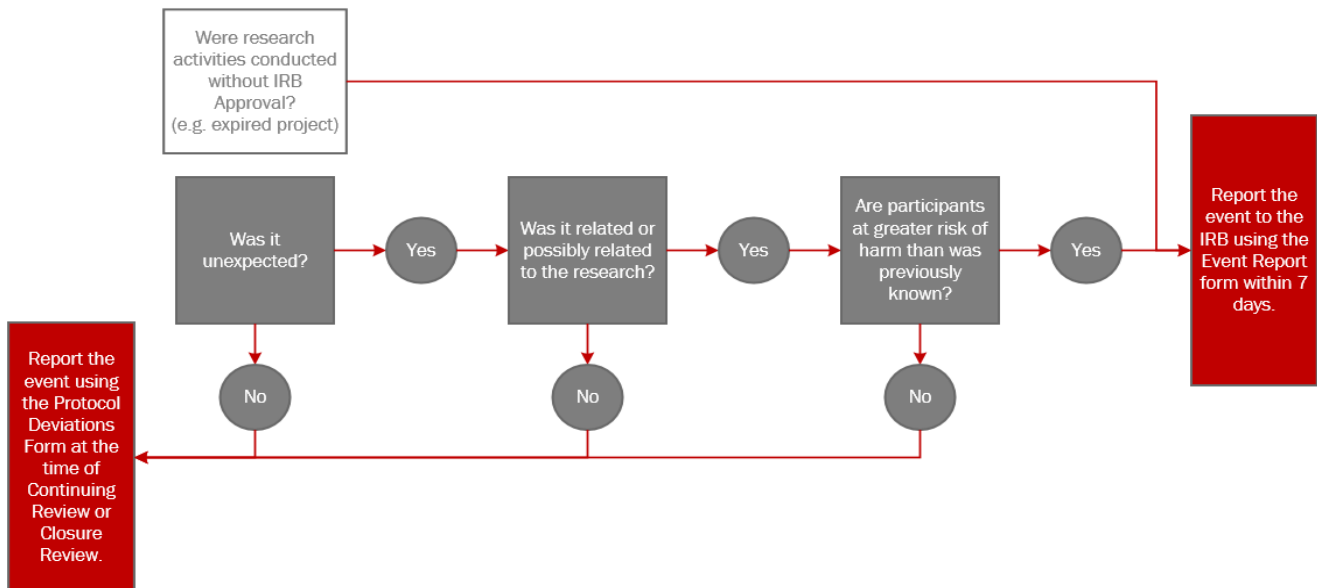 Were research
activities conducted
without IRB
Approval?
(e.g. expired project)
Was it
unexpected?
Yes
Was it related or
possibly related
to the research?
Yes
Are participants
at greater risk of
harm than was
previously
known?
Yes
Report the
event to the
IRB using the
Event Report
form within 7
days.
No
No
No
Report the
event using
the Protocol
Deviations
Form at the
time of
Continuing
Review or
Closure
Review.